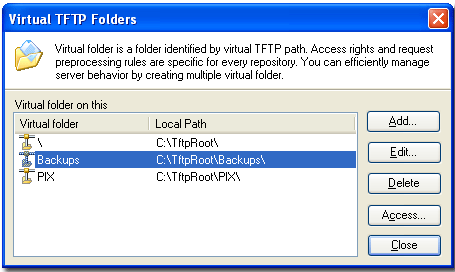 Virtual TFTP Folders
Virtual folder is a folder identified by virtual TFTP path. Access rights and request
preprocessing rules are specific for every repository. You can efficiently manage
server behavior by creating multiple virtual folder.
Virtual folder on this
Virtual folder Local Path
\ C:\TftpRoot\
Backups C:\TftpRoot\Backups\
PIX C:\TftpRoot\PIX\
Add...
Edit...
Delete
Access...
Close